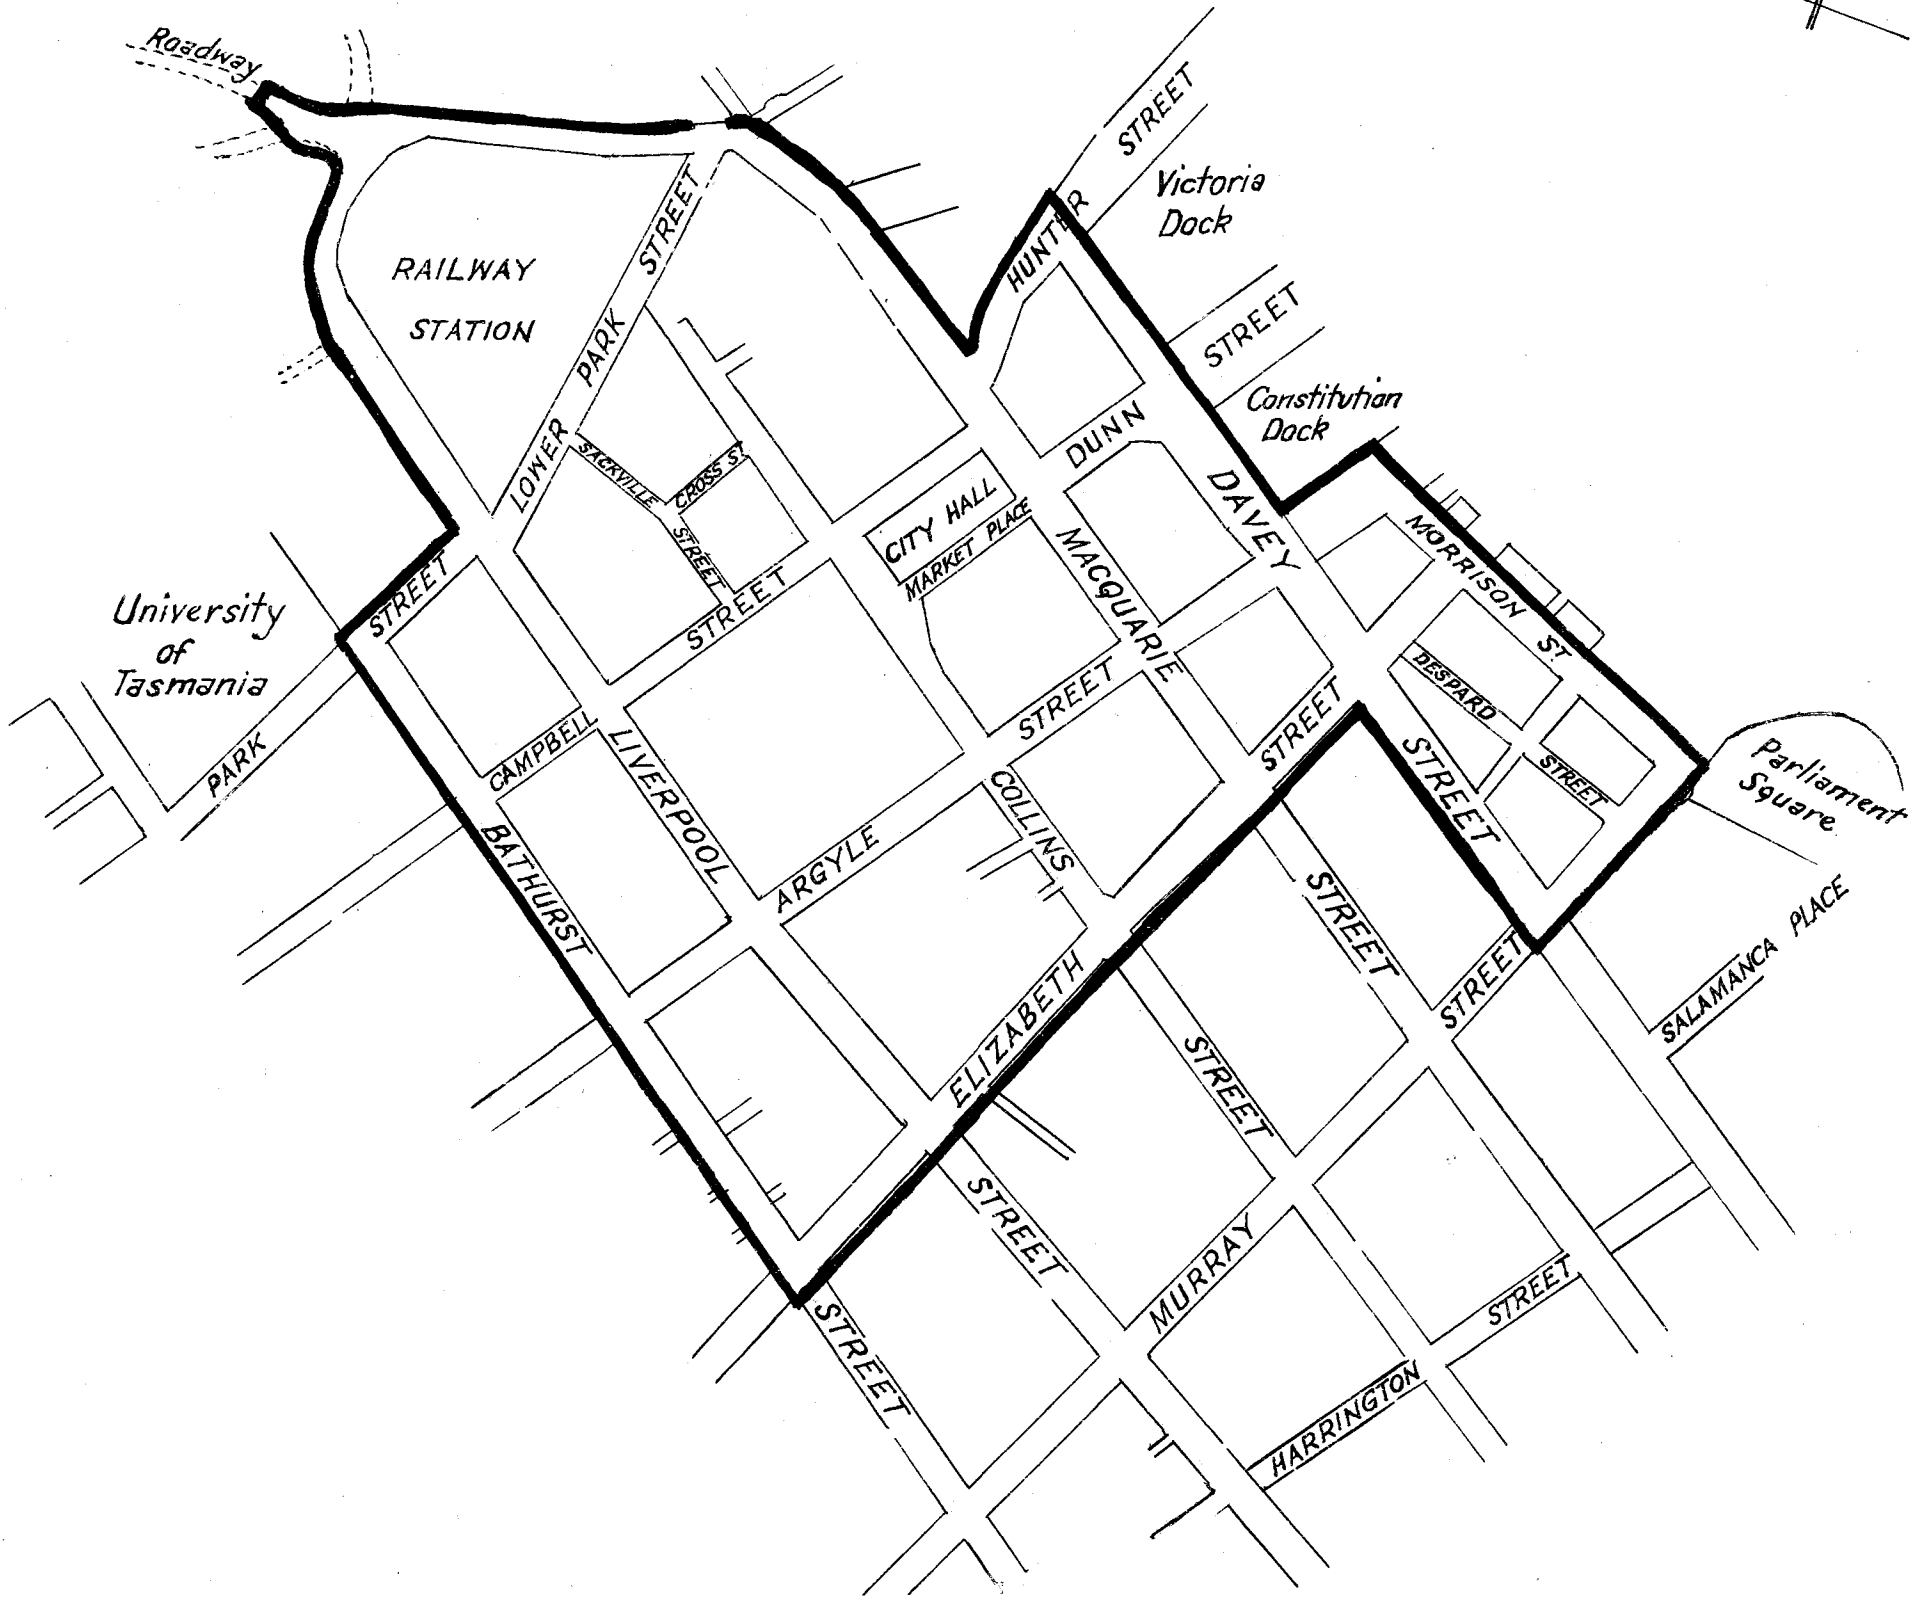 Roadway
STREET
Victoria
Dock
HUNTER
RAILWAY
STATION
LOWER PARK STREET
STREET
Constitution
Dock
DUNN
SACKVILLE
CROSS ST
STREET
CITY HALL
MARKET PLACE
DAVEY
MORRISON ST
MACQUARIE
STREET
STREET
University
of
Tasmania
PARK
CAMPBELL
STREET
LIVERPOOL
STREET
STREET
DESPARD
STREET
STREET
Parliament
Square
COLLINS
ARGYLE
BATHURST
STREET
STREET
SALAMANCA PLACE
ELIZABETH
STREET
STREET
MURRAY
STREET
STREET
HARRINGTON